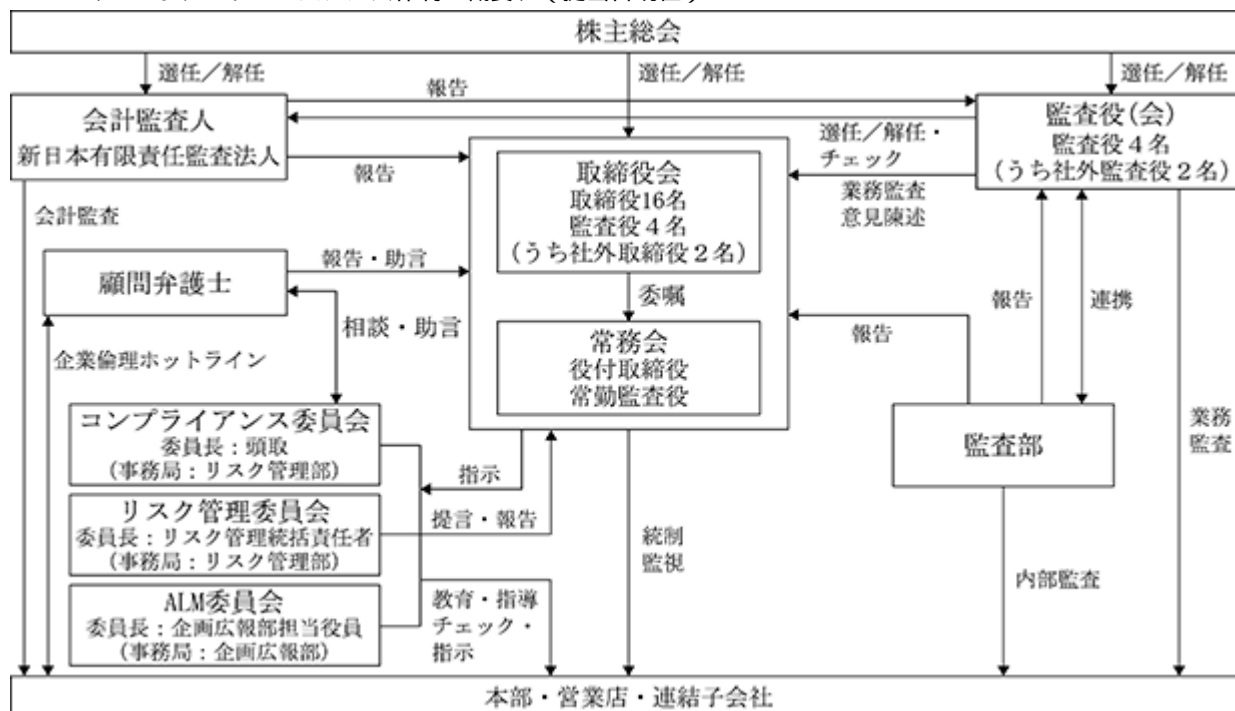 株主総会
選任／解任
選任／解任
選任／解任
報告
会計監査人
新日本有限責任監査法人
監査役(会)
監査役４名
(うち社外監査役２名)
選任／解任・
チェック
報告
業務監査
意見陳述
取締役会
取締役16名
監査役４名
(うち社外取締役２名)
会計監査
顧問弁護士
報告・助言
委嘱
報告
連携
相談・助言
報告
企業倫理ホットライン
常務会
役付取締役
常勤監査役
コンプライアンス委員会
委員長：頭取
(事務局：リスク管理部)
監査部
業務
監査
指示
リスク管理委員会
委員長：リスク管理統括責任者
(事務局：リスク管理部)
提言・報告
統制
監視
内部監査
ALM委員会
委員長：企画広報部担当役員
(事務局：企画広報部)
教育・指導
チェック・
指示
本部・営業店・連結子会社